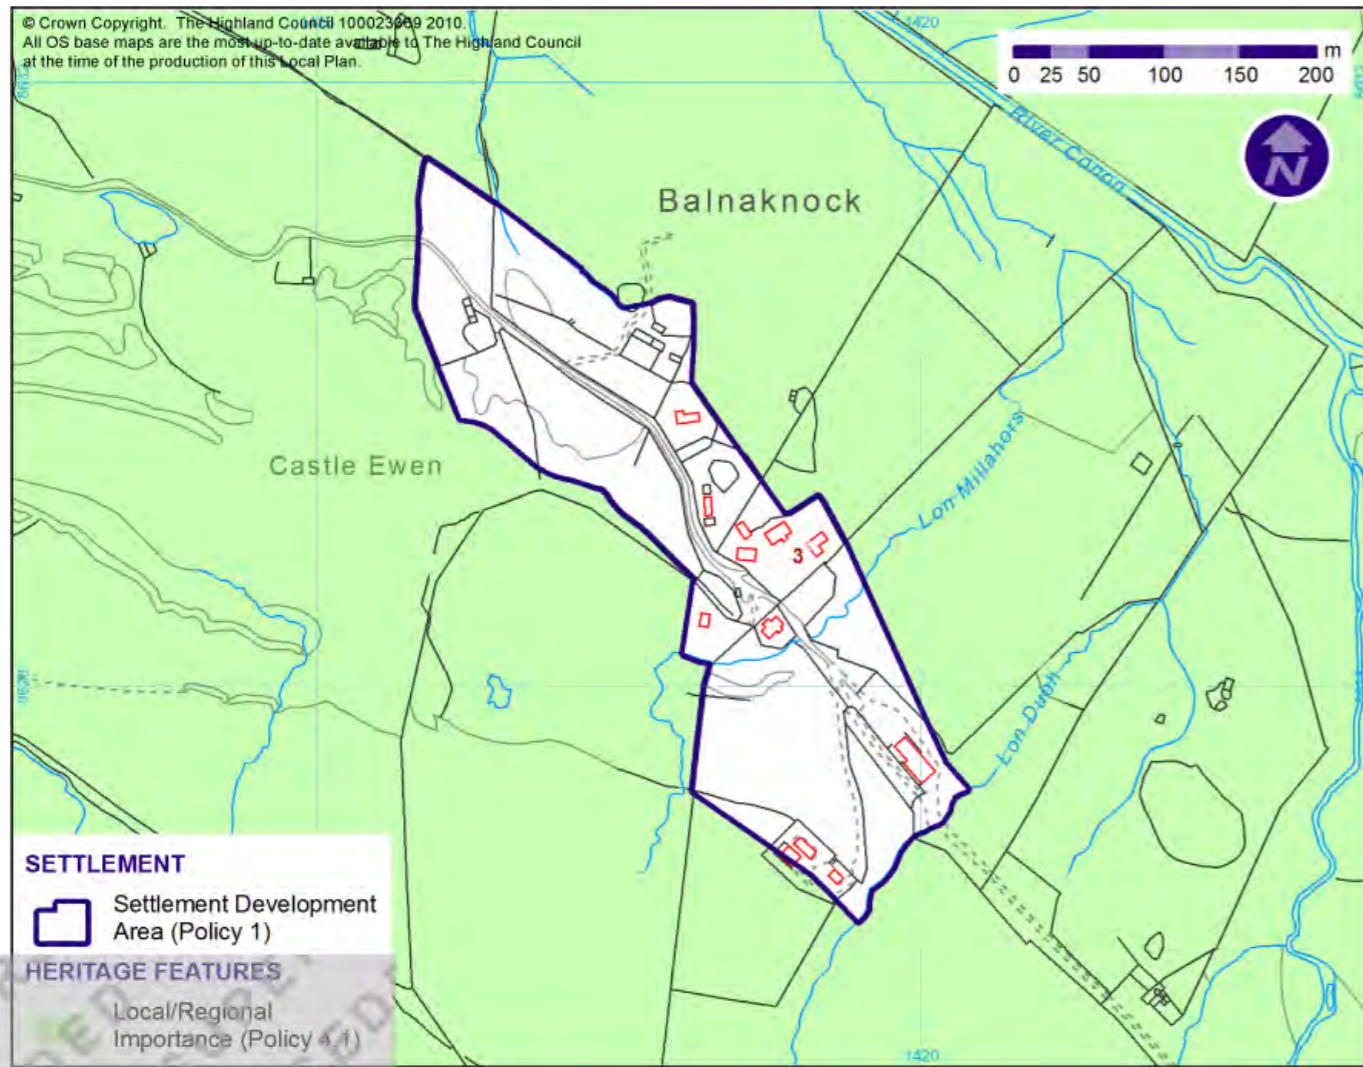 © Crown Copyright. The Highland Council 100023369 2010.
All OS base maps are the most up-to-date available to The Highland Council
at the time of the production of this Local Plan.
1420
m
0 25 50 100 150 200
N
River Conon
Balnaknock
Castle Ewen
Lon Millahors
3
Lon Dubh
SETTLEMENT
Settlement Development
Area (Policy 1)
HERITAGE FEATURES
Local/Regional
Importance (Policy 4.1)
1420